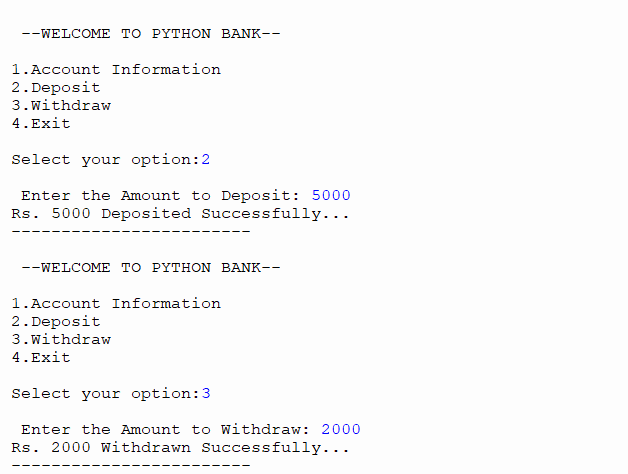 --WELCOME TO PYTHON BANK--
1.Account Information
2.Deposit
3.Withdraw
4.Exit
Select your option:2
Enter the Amount to Deposit: 5000
Rs. 5000 Deposited Successfully...
------------------------
--WELCOME TO PYTHON BANK--
1.Account Information
2.Deposit
3.Withdraw
4.Exit
Select your option:3
Enter the Amount to Withdraw: 2000
Rs. 2000 Withdrawn Successfully...
------------------------